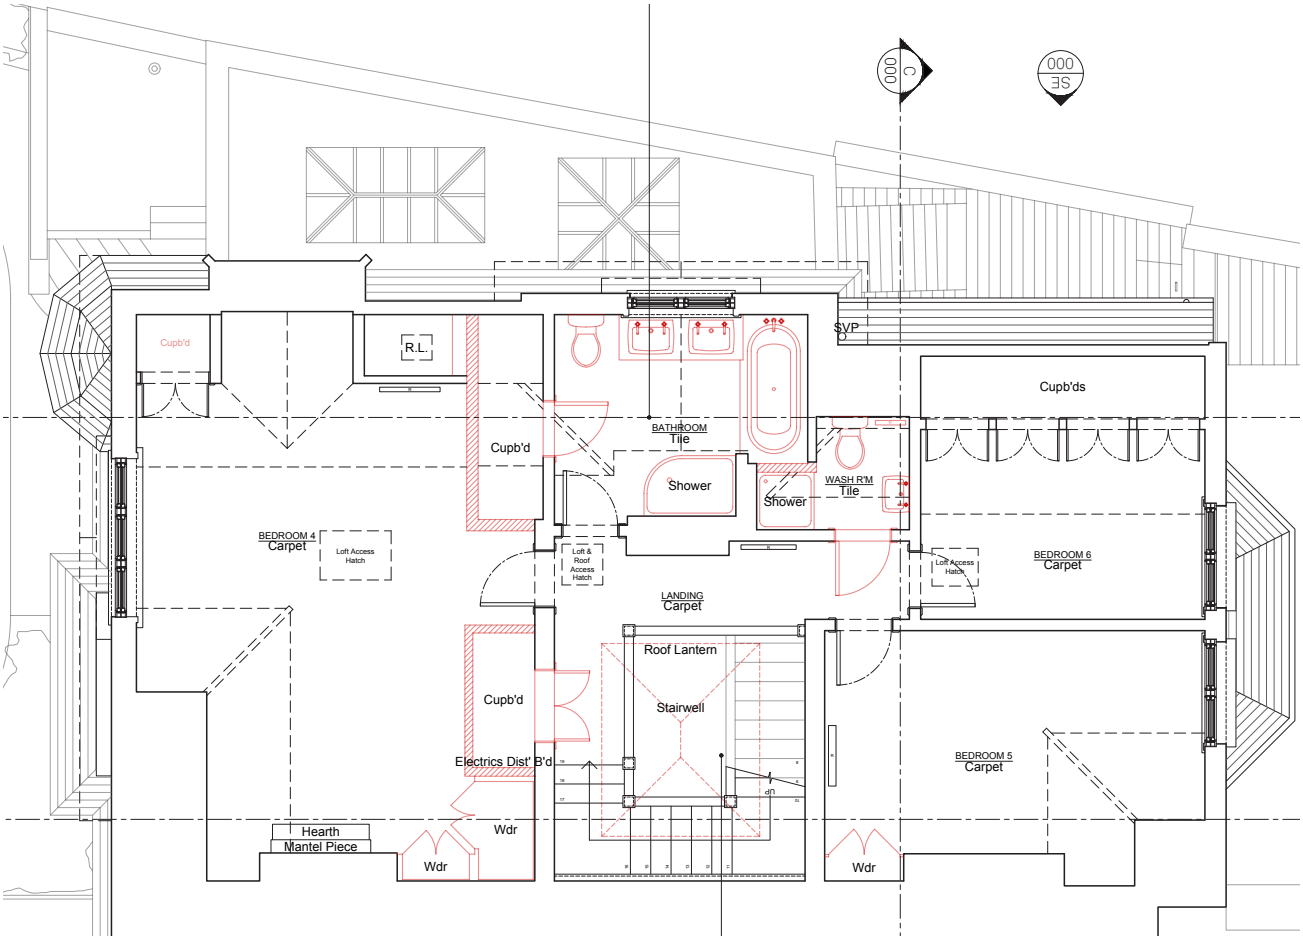 C
000
000
SE
SVP
Cupb'd
R.L.
Cupb'ds
BATHROOM
Tile
Cupb'd
WASH R'M
Tile
Shower
Shower
BEDROOM 4
Carpet
Loft Access
Hatch
Loft &
Roof
Access
Hatch
BEDROOM 6
Carpet
Loft Access
Hatch
LANDING
Carpet
Roof Lantern
Cupb'd
Stairwell
Electrics Dist' B'd
BEDROOM 5
Carpet
UP
Hearth
Mantel Piece
Wdr
Wdr
Wdr